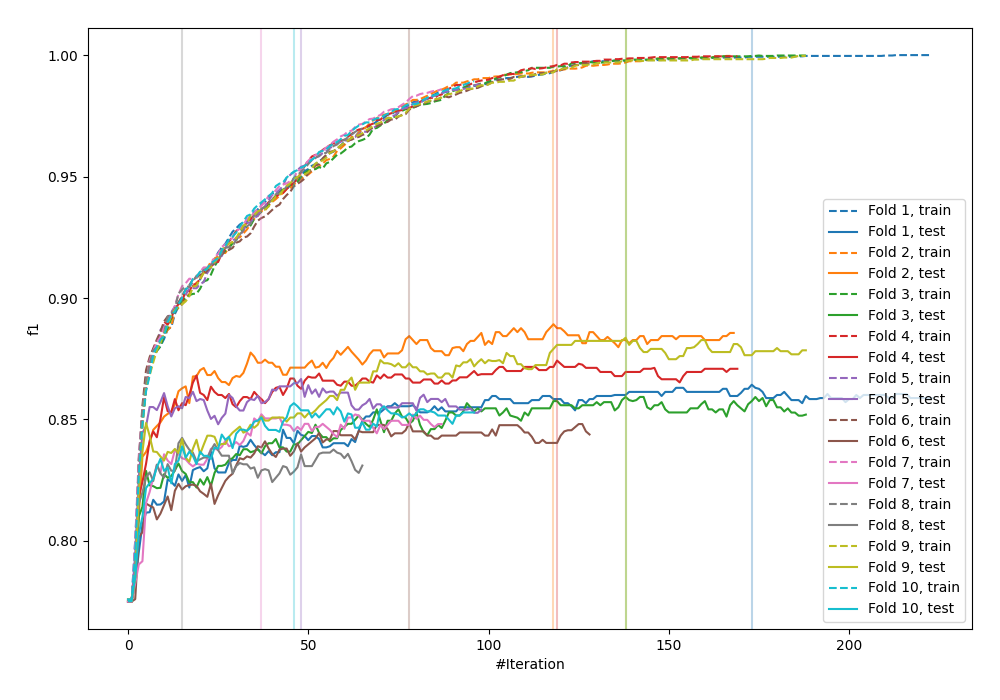 f1
1.00
0.95
0.90
0.85
0.80
0
50
100
150
200
#Iteration
Fold 1, train
Fold 1, test
Fold 2, train
Fold 2, test
Fold 3, train
Fold 3, test
Fold 4, train
Fold 4, test
Fold 5, train
Fold 5, test
Fold 6, train
Fold 6, test
Fold 7, train
Fold 7, test
Fold 8, train
Fold 8, test
Fold 9, train
Fold 9, test
Fold 10, train
Fold 10, test